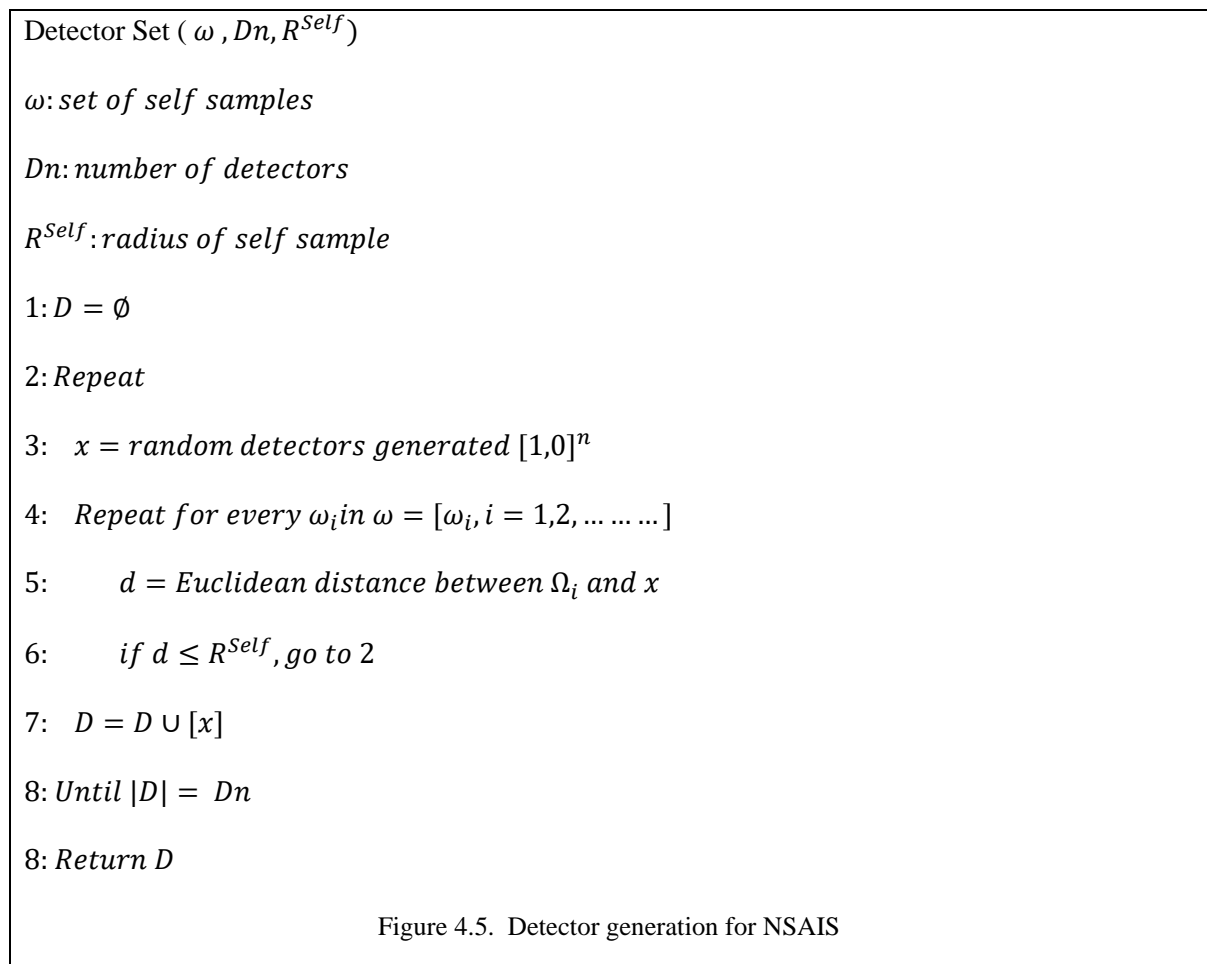 Detector Set ( ω , Dn, R^Self)
ω: set of self samples
Dn: number of detectors
R^Self: radius of self sample
1: D = ∅
2: Repeat
3: x = random detectors generated [1,0]^n
4: Repeat for every ω_i in ω = [ω_i, i = 1,2, … … … ]
5: d = Euclidean distance between Ω_i and x
6: if d ≤ R^Self, go to 2
7: D = D ∪ [x]
8: Until |D| = Dn
8: Return D
Figure 4.5. Detector generation for NSAIS